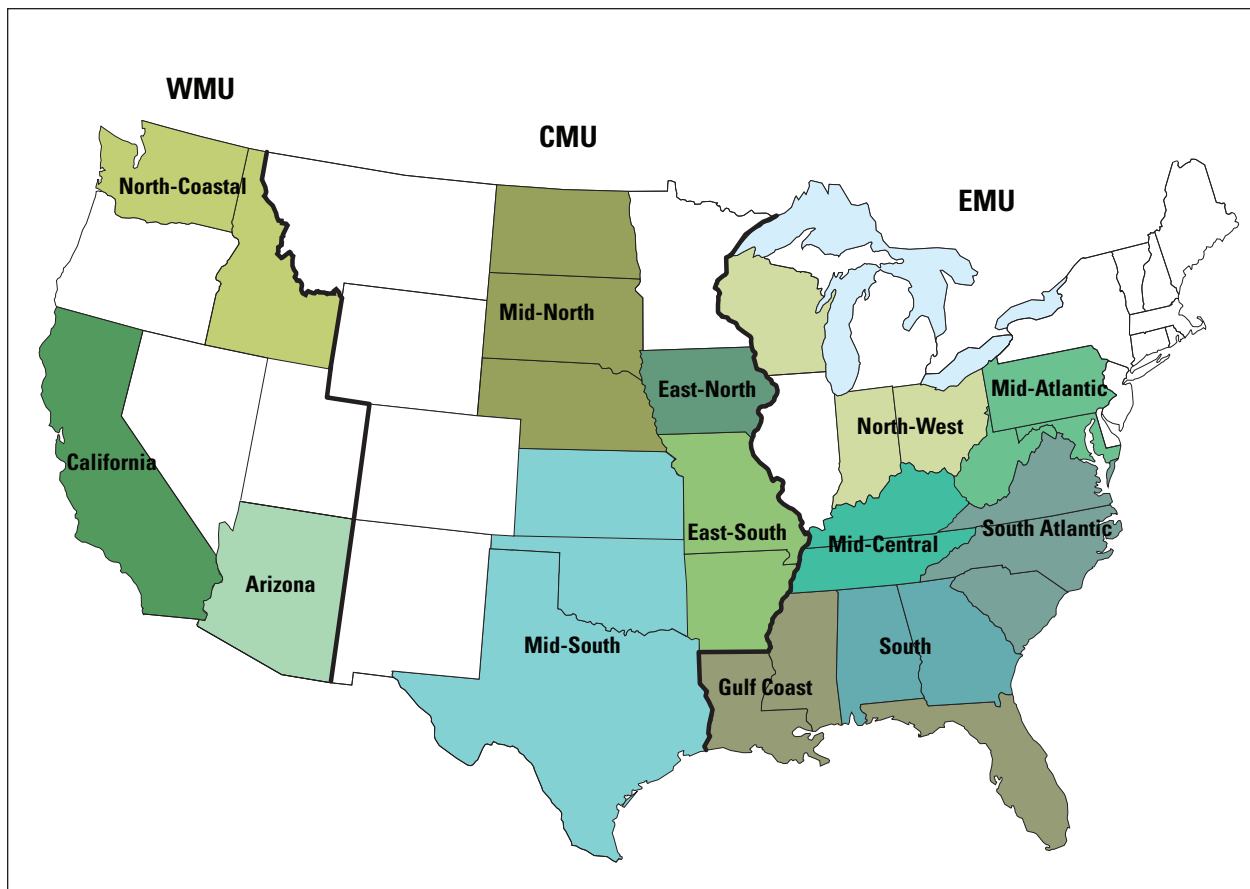 WMU
CMU
EMU
North-Coastal
Mid-North
East-North
Mid-Atlantic
North-West
California
East-South
Mid-Central
South Atlantic
Arizona
Mid-South
South
Gulf Coast